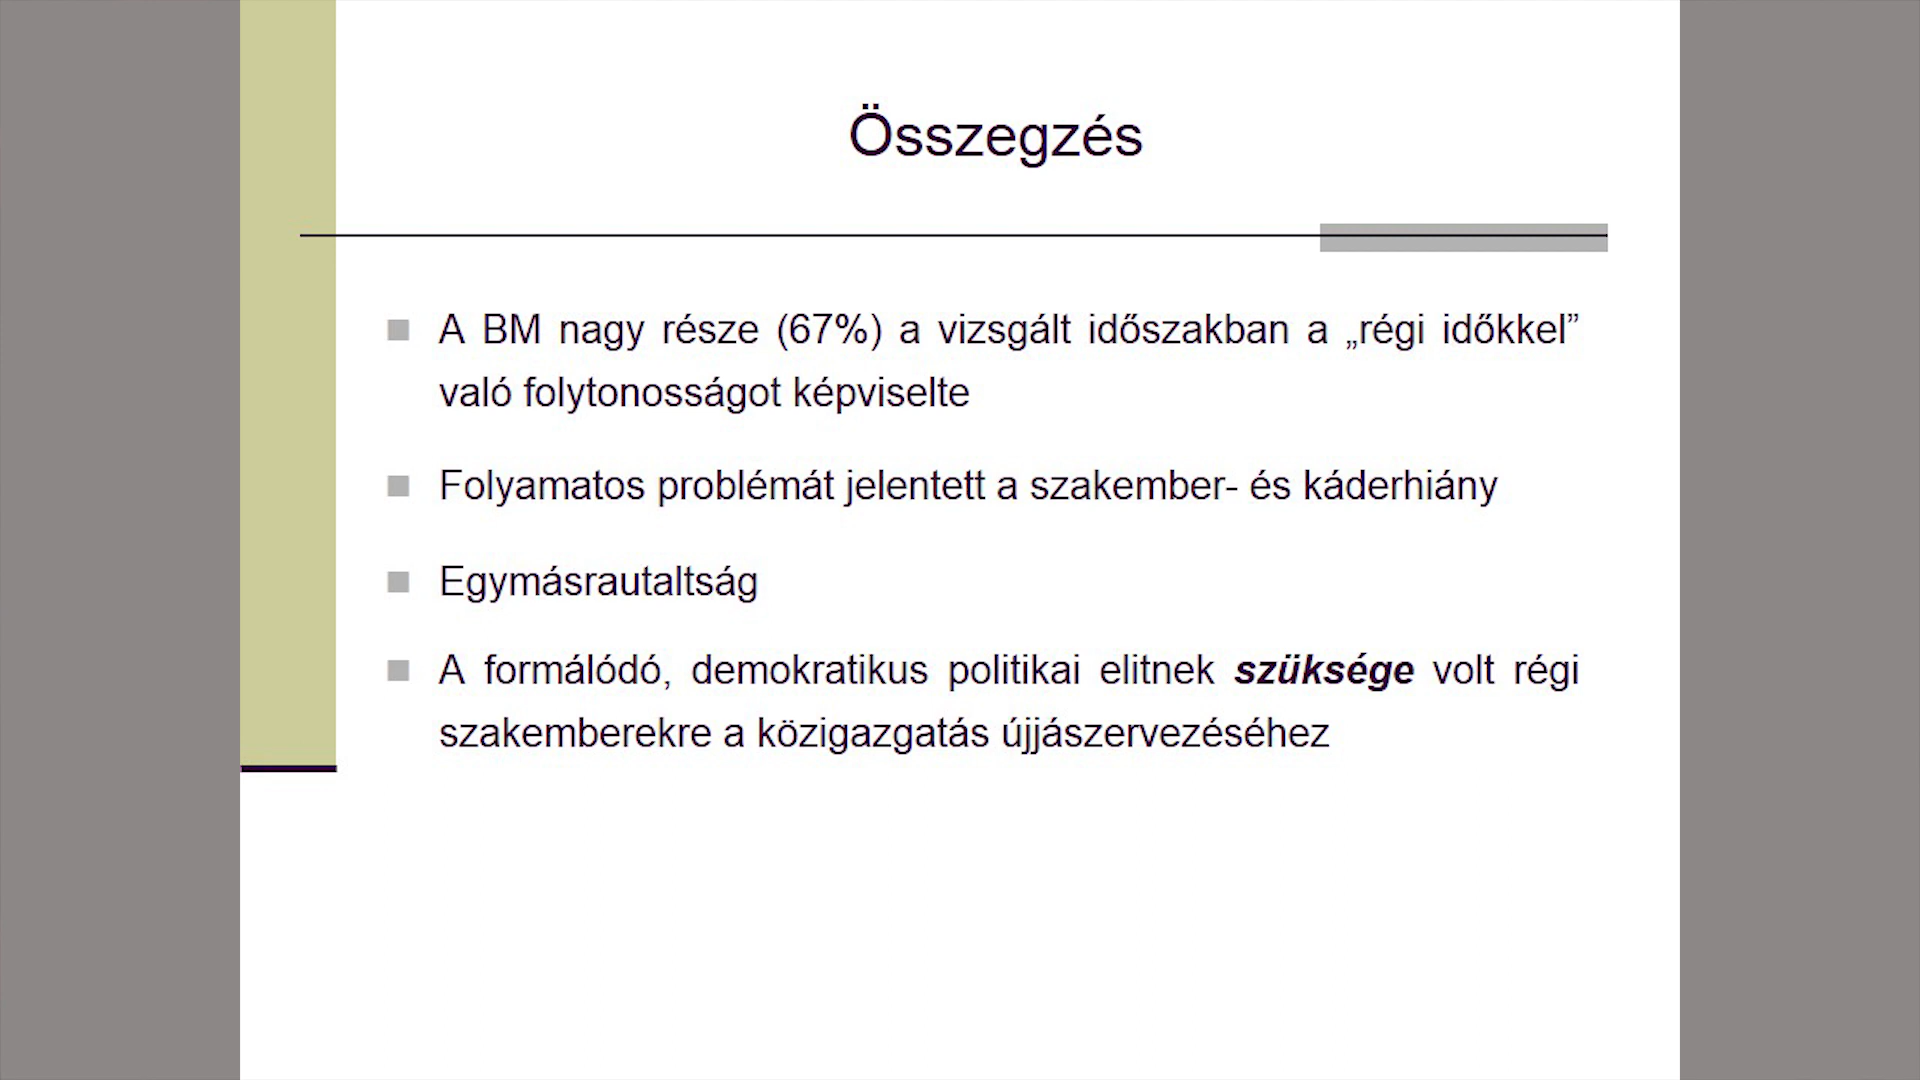 Összegzés
A BM nagy része (67%) a vizsgált időszakban a „régi időkkel”
való folytonosságot képviselte
Folyamatos problémát jelentett a szakember- és káderhiány
Egymásrautaltság
A formálódó, demokratikus politikai elitnek szüksége volt régi
szakemberekre a közigazgatás újjászervezéséhez